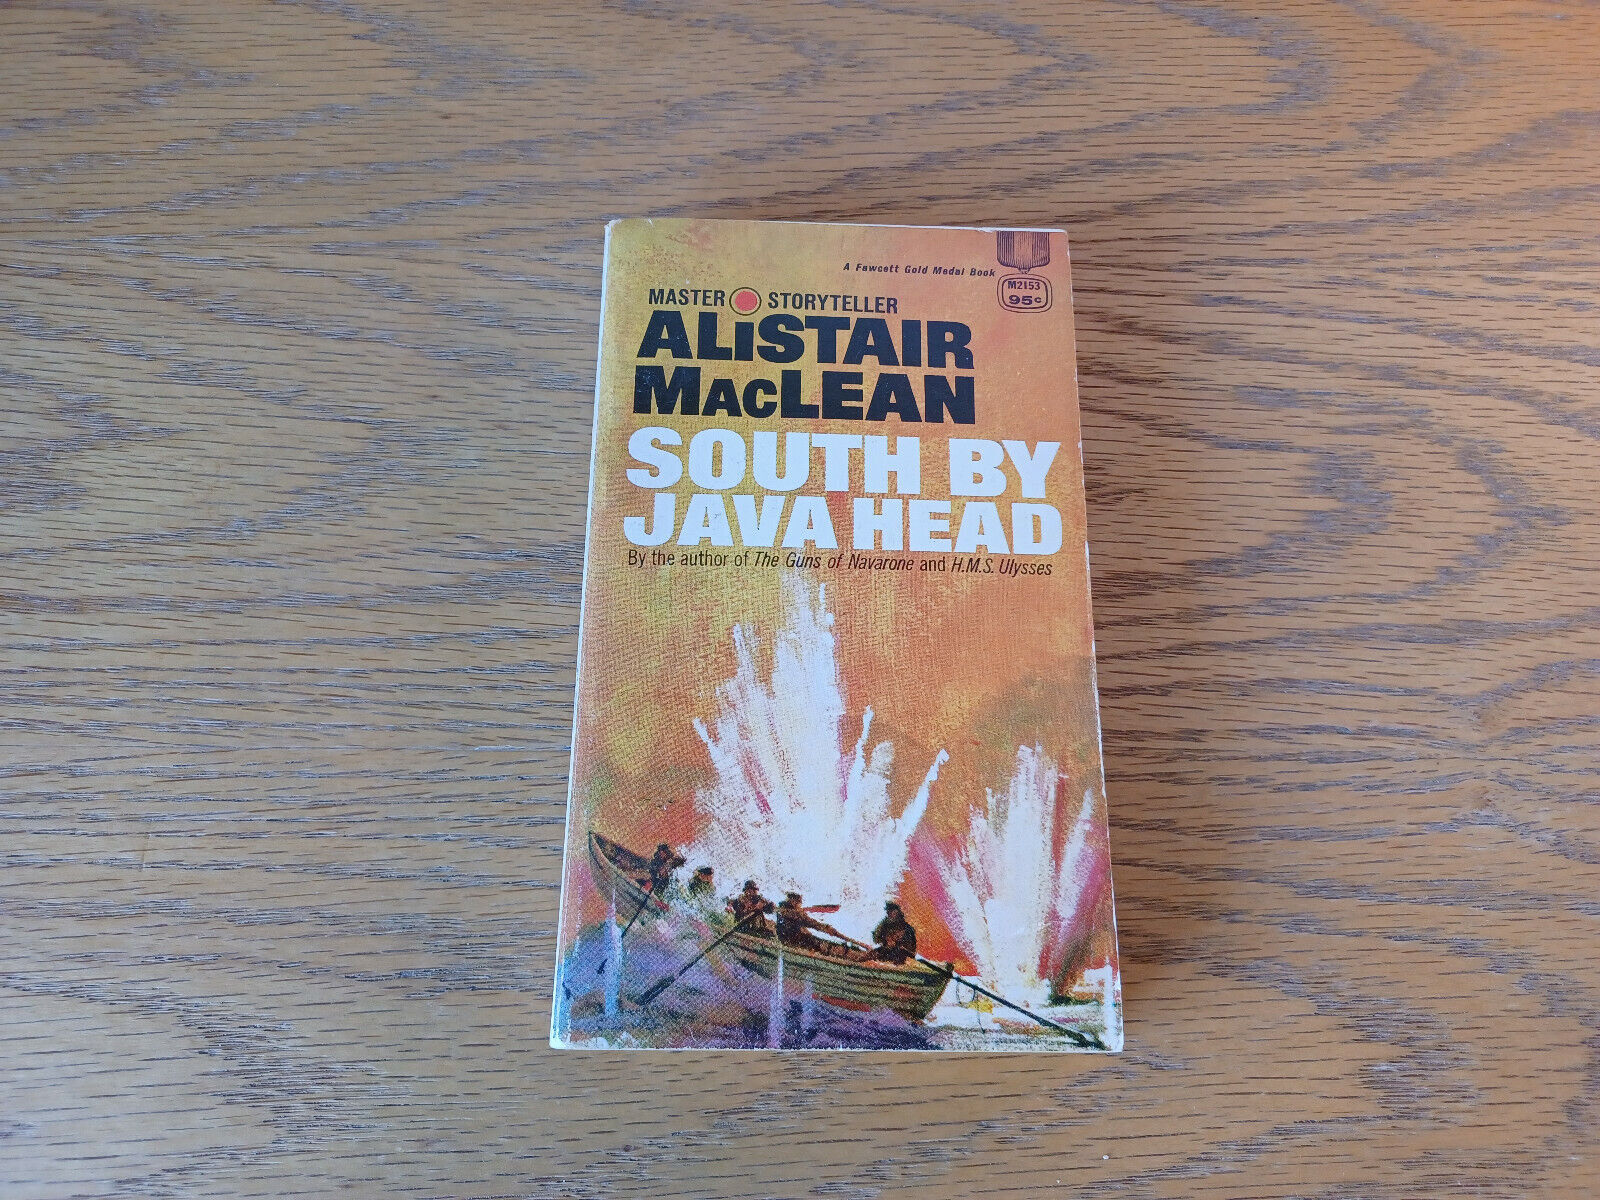 A Fawcett Gold Medal Book
M2153
95c
MASTER STORYTELLER
ALiSTAIR
MACLEAN
SOUTH BY
JAVA HEAD
By the author of The Guns of Navarone and H.M.S. Ulysses